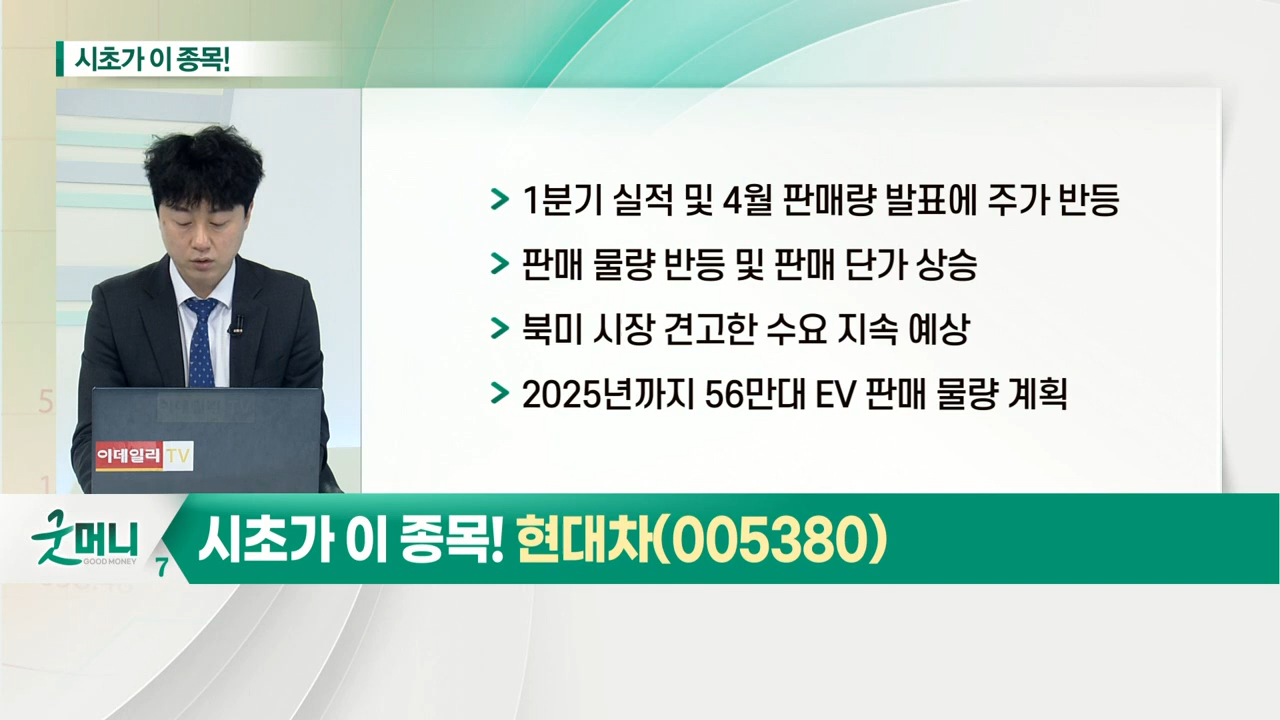 시초가 이 종목!
> 1분기 실적 및 4월 판매량 발표에 주가 반등
> 판매 물량 반등 및 판매 단가 상승
> 북미 시장 견고한 수요 지속 예상
> 2025년까지 56만대 EV 판매 물량 계획
5
1
이데일리TV
굿머니
GOOD MONEY
7
시초가 이 종목! 현대차(005380)